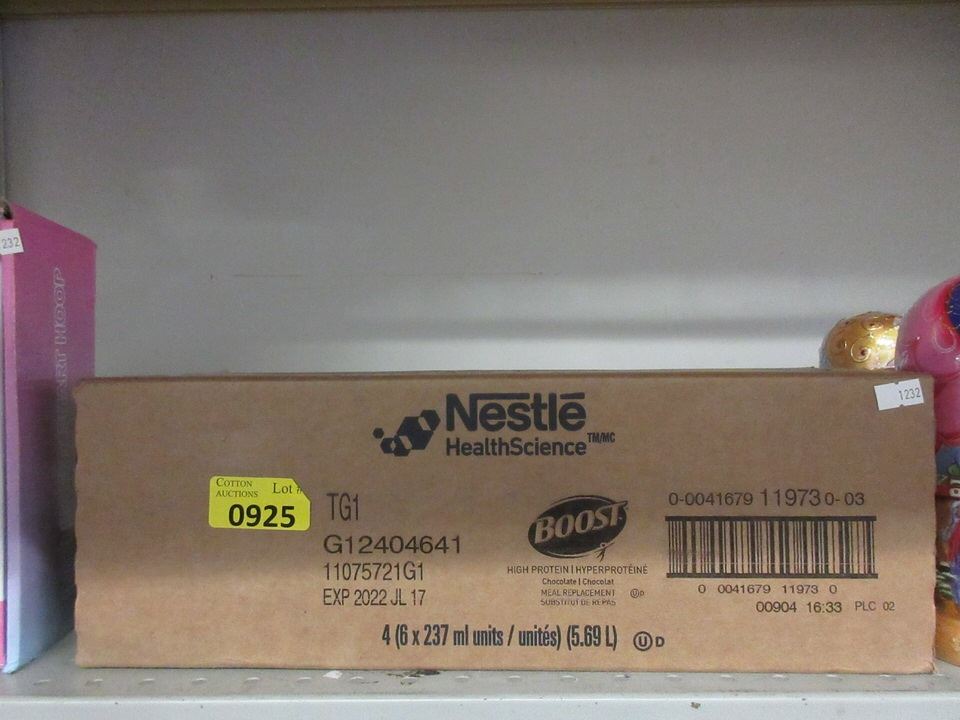 232
HOOP
Nestlē
HealthScience TM/MC
1232
COTTON
AUCTIONS
Lot #
0925
TG1
G12404641
11075721G1
EXP 2022 JL 17
BOOST
HIGH PROTEIN | HYPERPROTÉINÉ
Chocolate | Chocolat
MEAL REPLACEMENT
SUBSTITUT DE REPAS
U D
0-0041679 11973 0-03
0 0041679 11973 0
00904 16:33 PLC 02
4 (6 x 237 ml units / unités) (5.69 L) U D